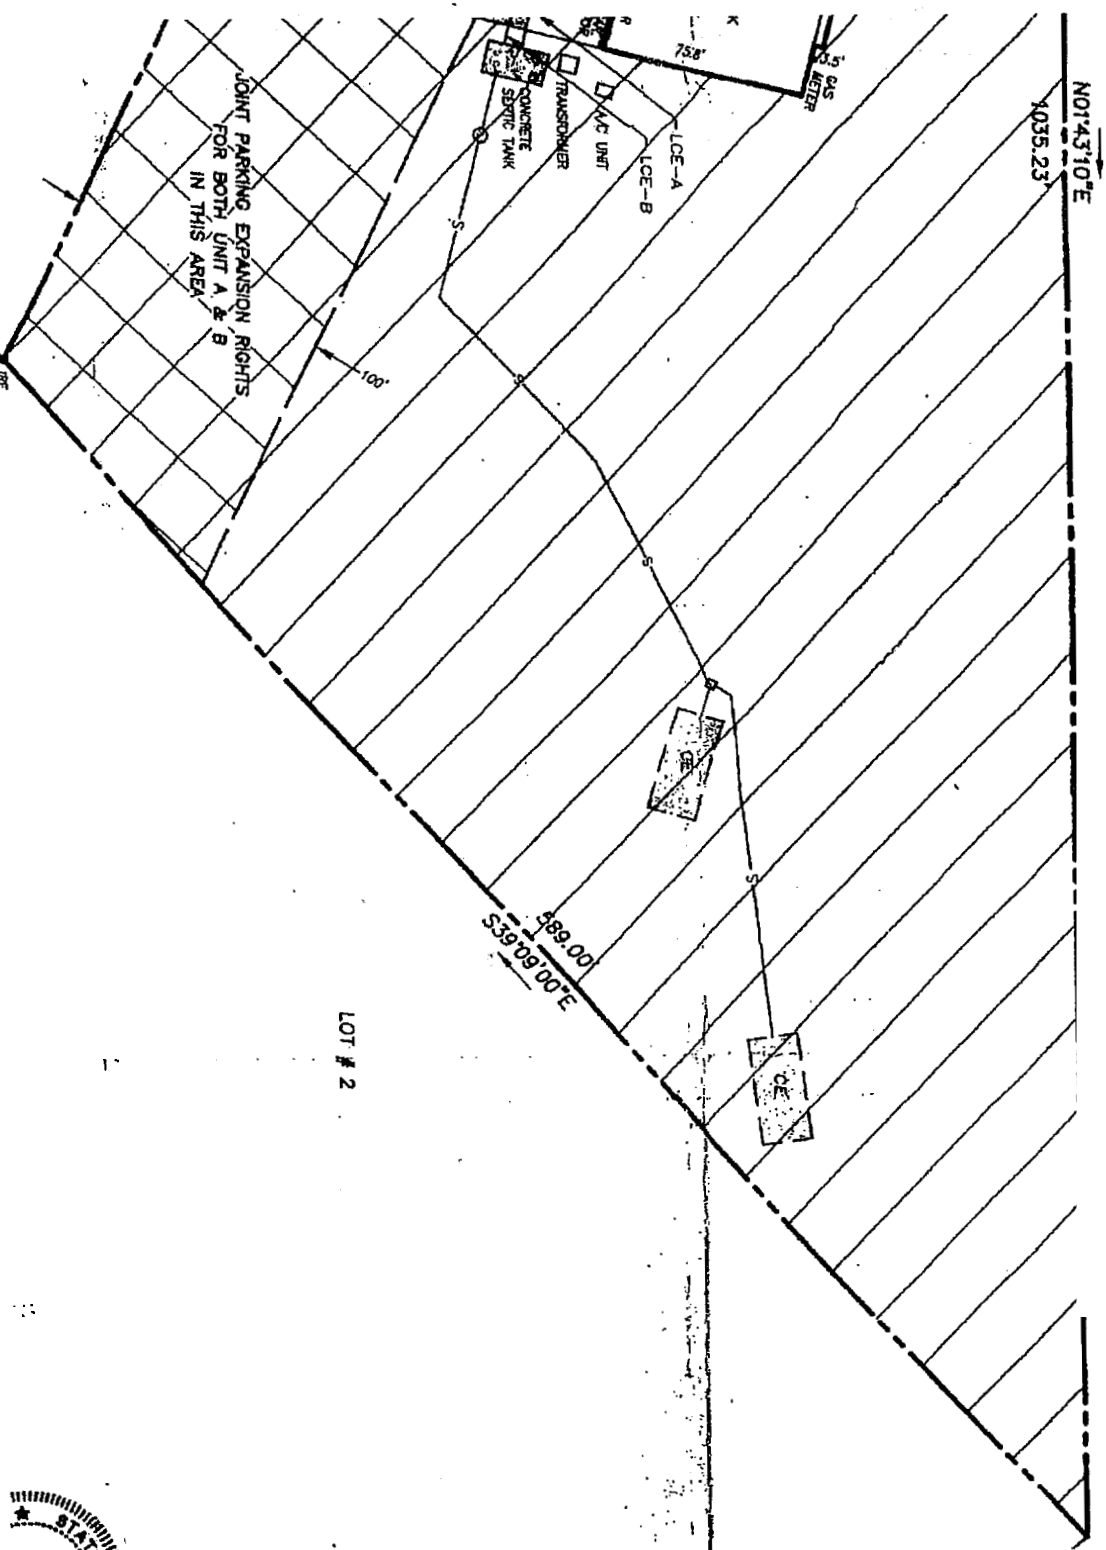 N01°43'10"E
1035.23'
K
R
75.8'
3.5'
GAS
METER
LCE-A
LCE-B
A/C UNIT
TRANSFORMER
CONCRETE
SEPTIC TANK
S
JOINT PARKING EXPANSION RIGHTS
FOR BOTH UNIT A & B
IN THIS AREA
100'
S
S
CE
S
CE
589.00'
S39°09'00"E
LOT # 2
STAT